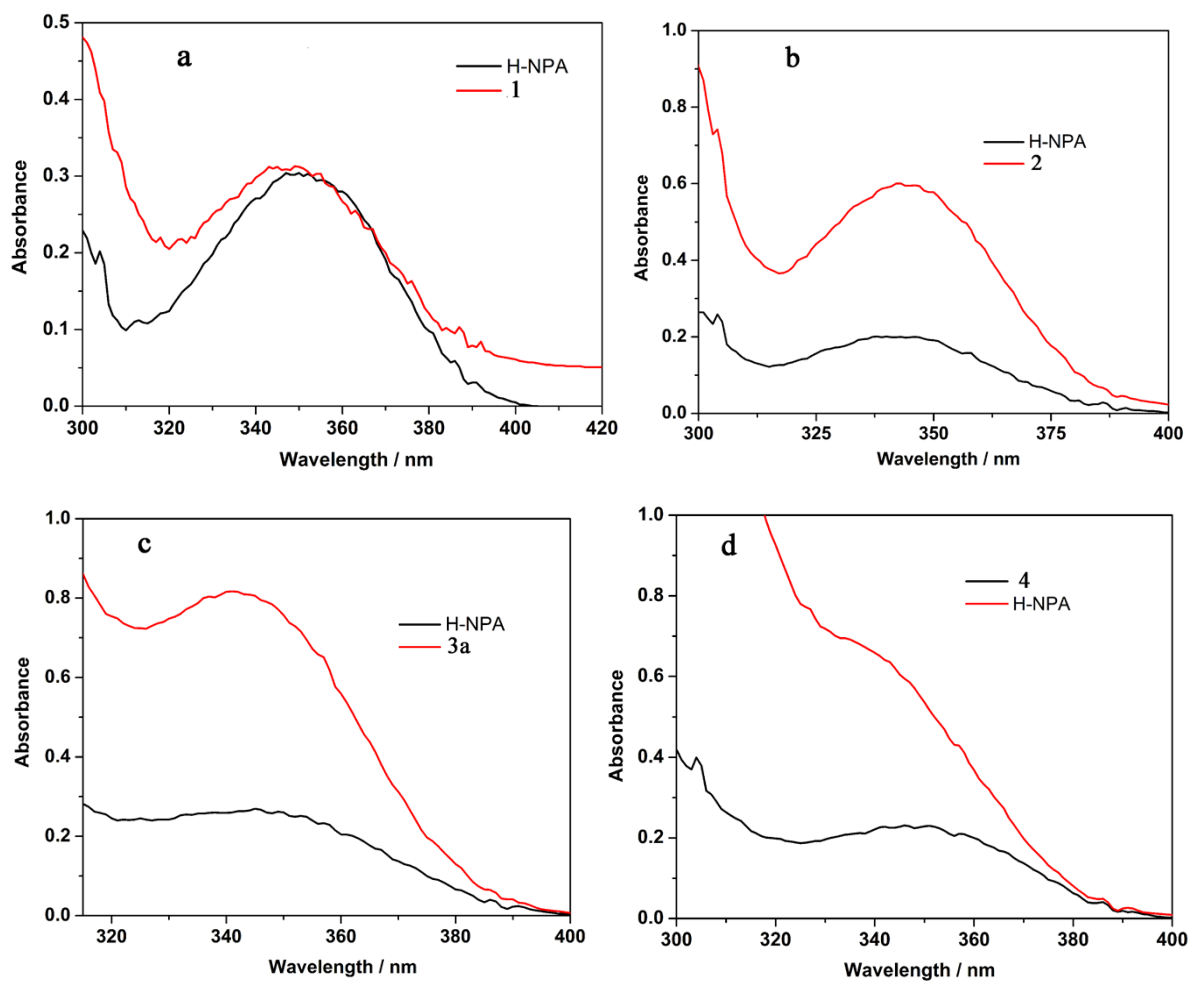 a
H-NPA
1
0.5
0.4
0.3
0.2
0.1
0.0
Absorbance
300 320 340 360 380 400 420
Wavelength / nm
b
H-NPA
2
1.0
0.8
0.6
0.4
0.2
0.0
Absorbance
300 325 350 375 400
Wavelength / nm
c
H-NPA
3a
1.0
0.8
0.6
0.4
0.2
0.0
Absorbance
320 340 360 380 400
Wavelength / nm
d
4
H-NPA
1.0
0.8
0.6
0.4
0.2
0.0
Absorbance
300 320 340 360 380 400
Wavelength / nm